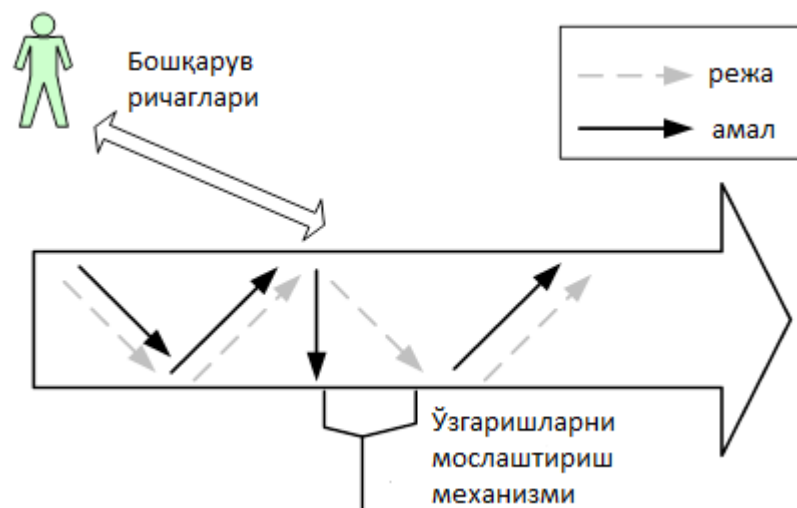 Бошқарув
ричаглари
режа
амал
Ўзгаришларни
мослаштириш
механизми